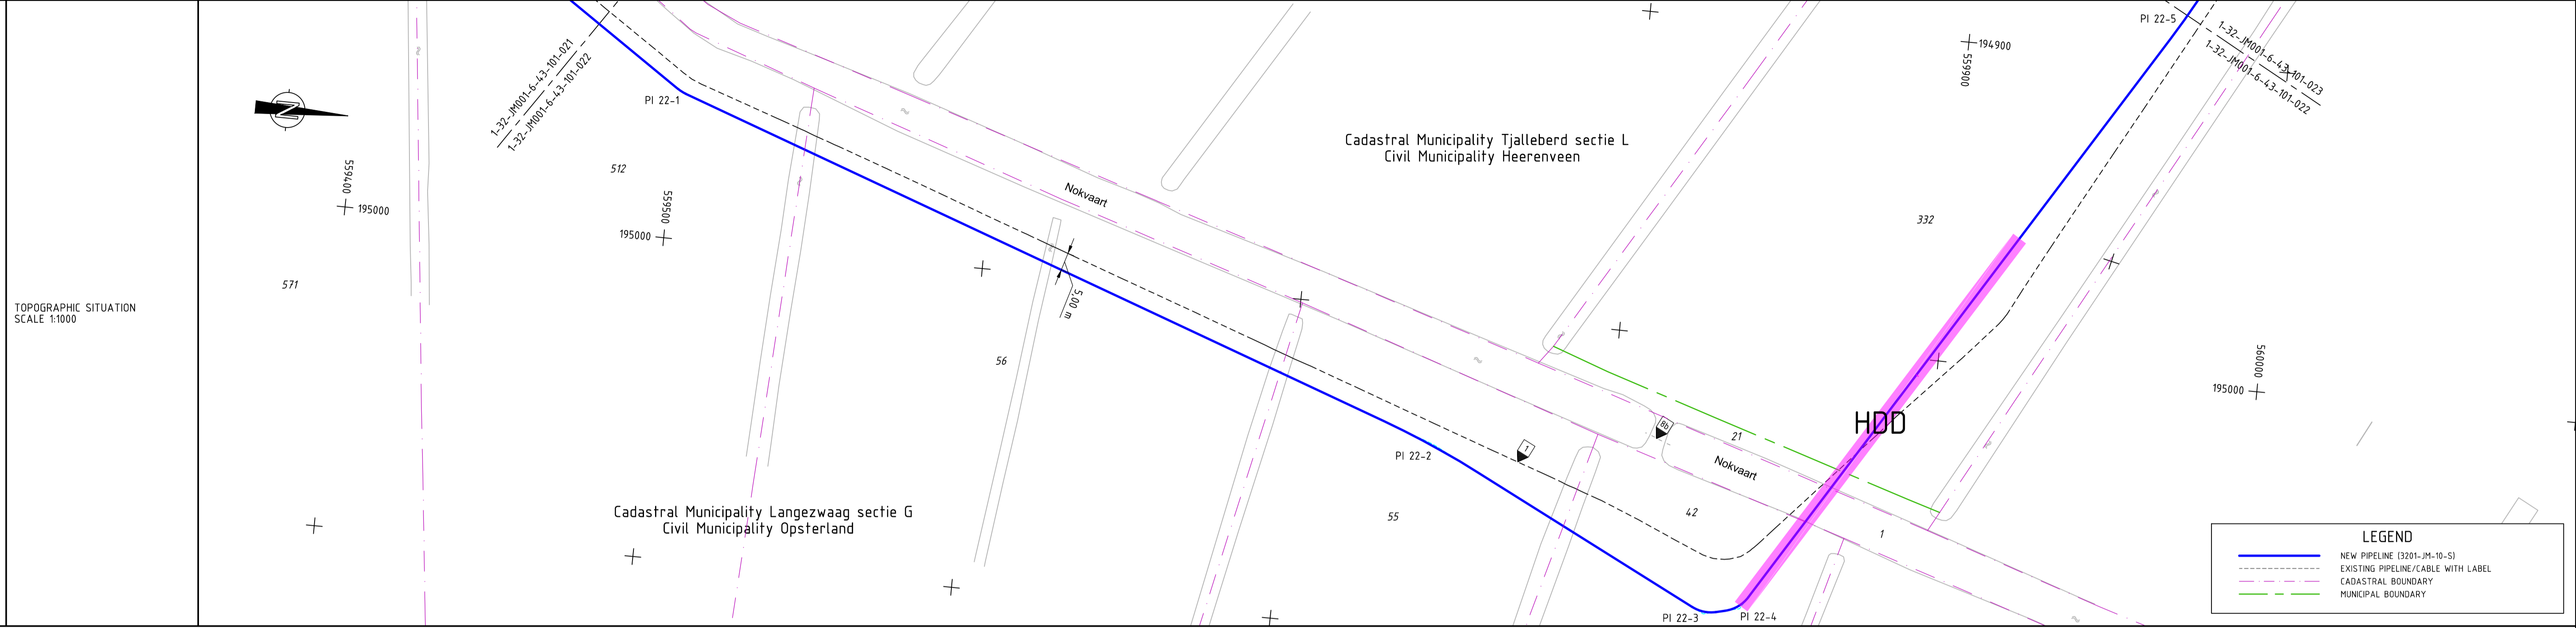 TOPOGRAPHIC SITUATION
SCALE 1:1000
N
559400
195000
571
1-32-JM001-6-43-101-021
1-32-JM001-6-43-101-022
PI 22-1
512
559500
195000
Nokvaart
5.00 m
56
Cadastral Municipality Langezwaag sectie G
Civil Municipality Opsterland
Cadastral Municipality Tjalleberd sectie L
Civil Municipality Heerenveen
PI 22-2
1
8b
55
42
21
Nokvaart
HDD
1
PI 22-3
PI 22-4
332
194900
559900
PI 22-5
1-32-JM001-6-43-101-023
1-32-JM001-6-43-101-022
560000
195000
LEGEND
NEW PIPELINE (3201-JM-10-S)
EXISTING PIPELINE/CABLE WITH LABEL
CADASTRAL BOUNDARY
MUNICIPAL BOUNDARY